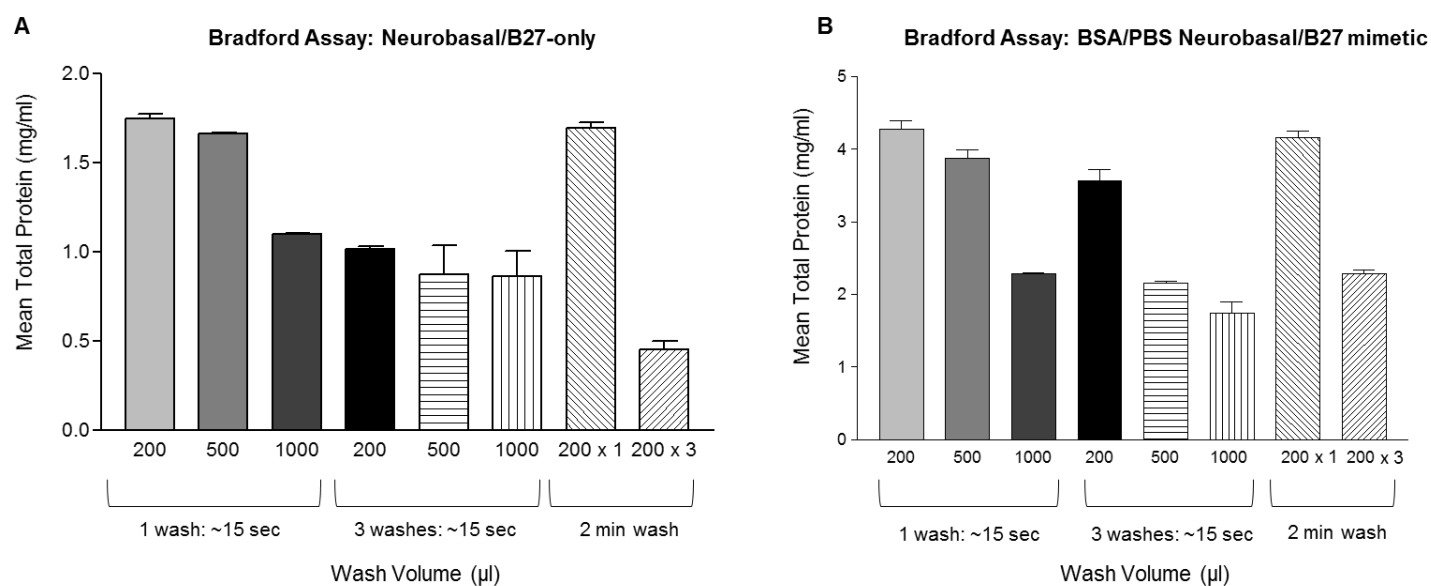 A
Bradford Assay: Neurobasal/B27-only
Mean Total Protein (mg/ml)
2.0
1.5
1.0
0.5
0.0
200 500 1000 200 500 1000 200 x 1 200 x 3
1 wash: ~15 sec 3 washes: ~15 sec 2 min wash
Wash Volume (µl)
B
Bradford Assay: BSA/PBS Neurobasal/B27 mimetic
Mean Total Protein (mg/ml)
5
4
3
2
1
0
200 500 1000 200 500 1000 200 x 1 200 x 3
1 wash: ~15 sec 3 washes: ~15 sec 2 min wash
Wash Volume (µl)